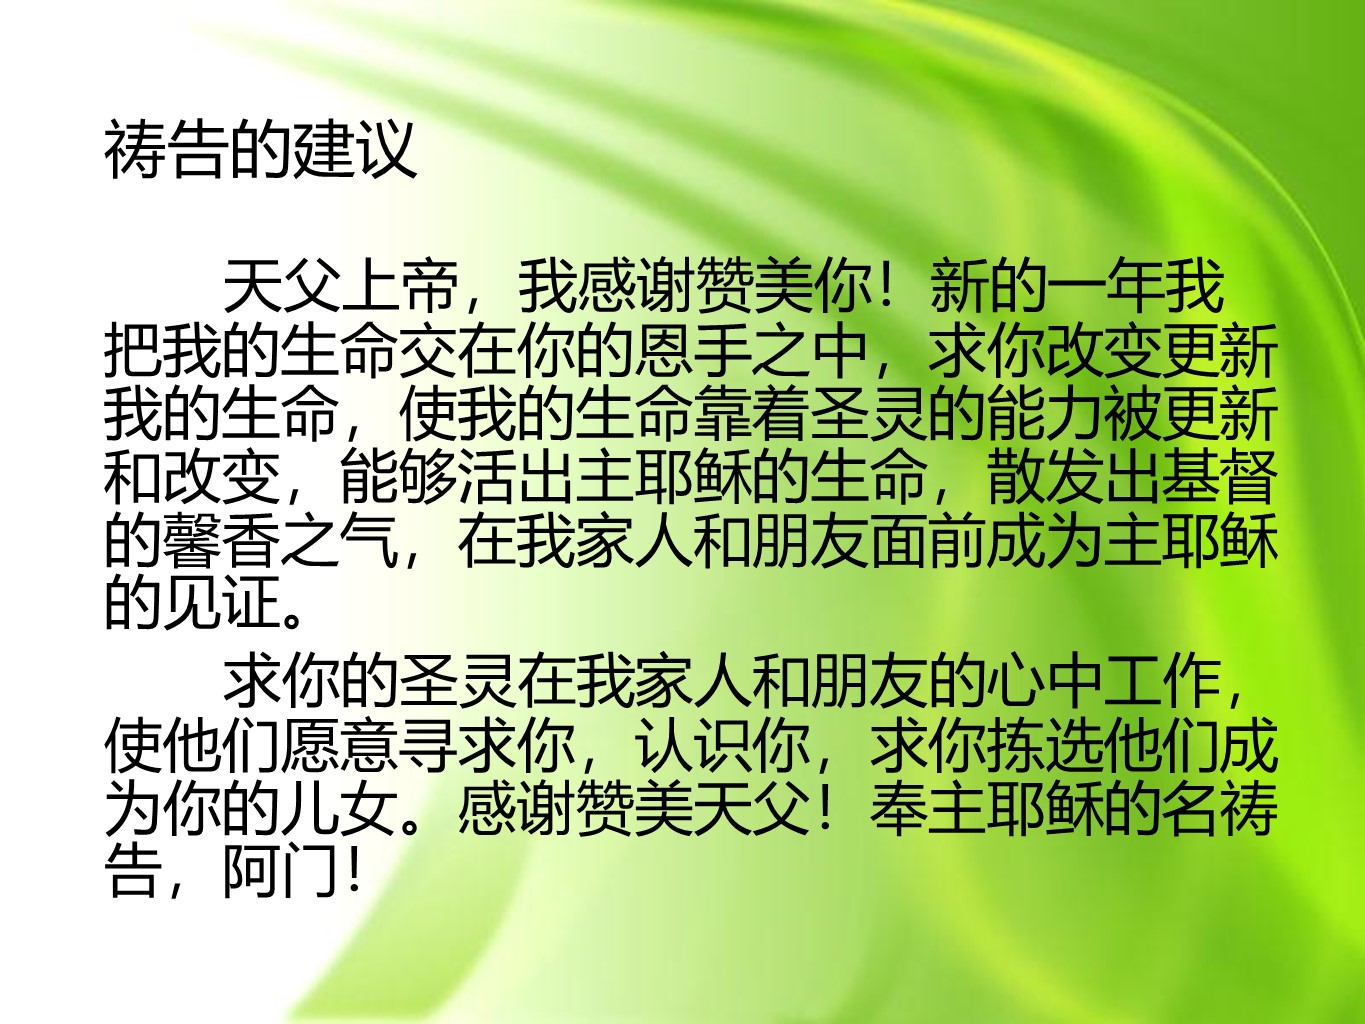 祷告的建议
天父上帝，我感谢赞美你！新的一年我
把我的生命交在你的恩手之中，求你改变更新
我的生命，使我的生命靠着圣灵的能力被更新
和改变，能够活出主耶稣的生命，散发出基督
的馨香之气，在我家人和朋友面前成为主耶稣
的见证。
求你的圣灵在我家人和朋友的心中工作，
使他们愿意寻求你，认识你，求你拣选他们成
为你的儿女。感谢赞美天父！奉主耶稣的名祷
告，阿门！